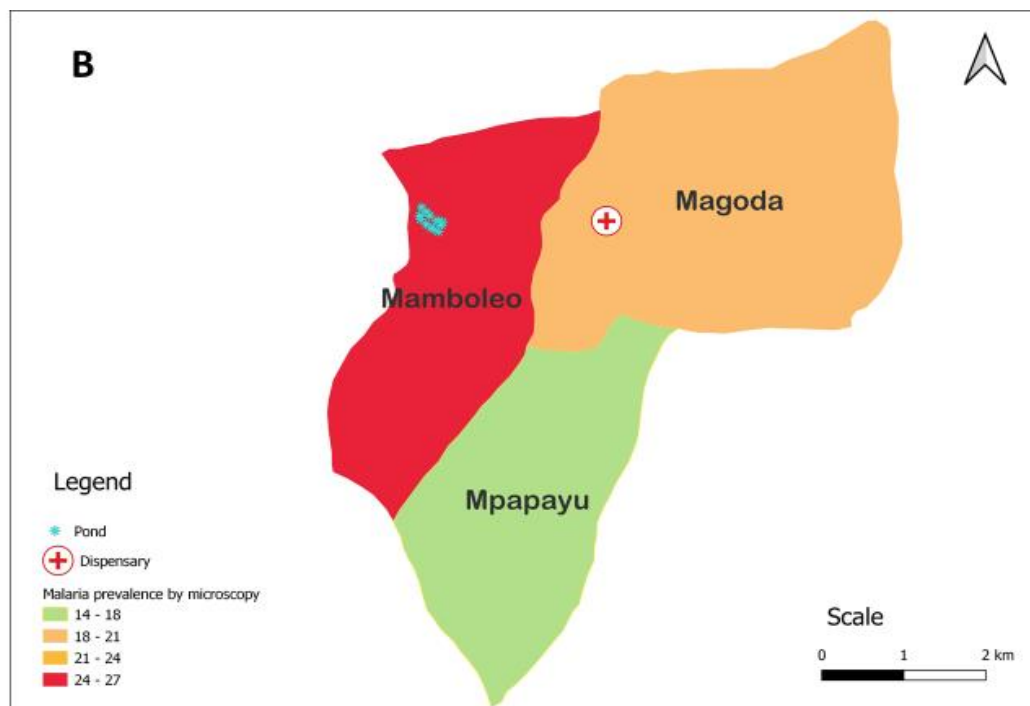 B
Magoda
Mamboleo
Mpapayu
Legend
Pond
Dispensary
Malaria prevalence by microscopy
14 - 18
18 - 21
21 - 24
24 - 27
Scale
0 1 2 km